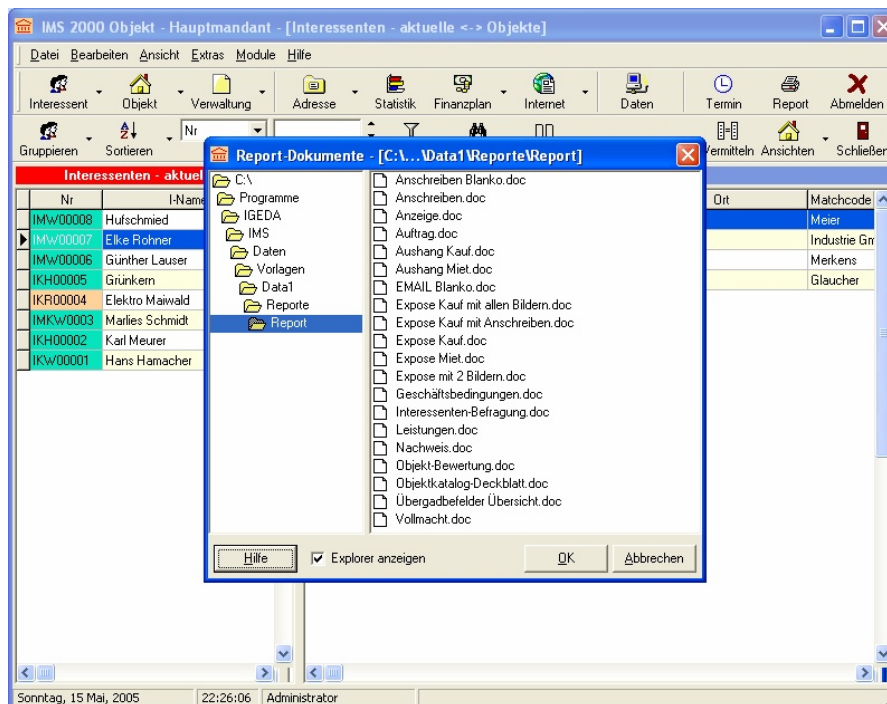 IMS 2000 Objekt - Hauptmandant - [Interessenten - aktuelle <-> Objekte]
Datei Bearbeiten Ansicht Extras Module Hilfe
Interessent Objekt Verwaltung Adresse Statistik Finanzplan Internet Daten Termin Report Abmelden
Nr
Gruppieren Sortieren Vermitteln Ansichten Schließen
Report-Dokumente - [C:\...\Data1\Reporte\Report]
Interessenten - aktuel
Nr I-Name Ort Matchcode
IMW00008 Hufschmied Meier
IMW00007 Elke Rohner Industrie Gm
IMW00006 Günther Lauser Merkens
IKH00005 Grünkern Glaucher
IKR00004 Elektro Maiwald
IMKW0003 Marlies Schmidt
IKH00002 Karl Meurer
IKW00001 Hans Hamacher
C:\
Programme
IGEDA
IMS
Daten
Vorlagen
Data1
Reporte
Report
Anschreiben Blanko.doc
Anschreiben.doc
Anzeige.doc
Auftrag.doc
Aushang Kauf.doc
Aushang Miet.doc
EMAIL Blanko.doc
Expose Kauf mit allen Bildern.doc
Expose Kauf mit Anschreiben.doc
Expose Kauf.doc
Expose Miet.doc
Expose mit 2 Bildern.doc
Geschäftsbedingungen.doc
Interessenten-Befragung.doc
Leistungen.doc
Nachweis.doc
Objekt-Bewertung.doc
Objektkatalog-Deckblatt.doc
Übergadbefelder Übersicht.doc
Vollmacht.doc
Hilfe Explorer anzeigen OK Abbrechen
Sonntag, 15 Mai, 2005 22:26:06 Administrator